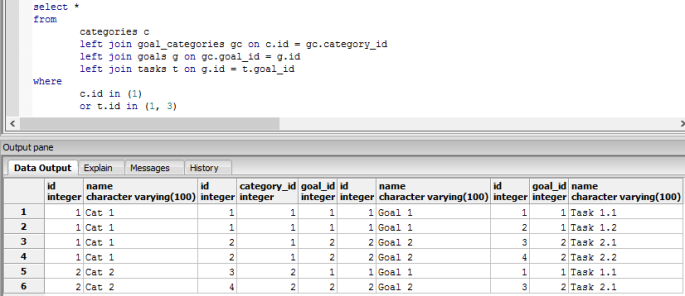 select *
from
categories c
left join goal_categories gc on c.id = gc.category_id
left join goals g on gc.goal_id = g.id
left join tasks t on g.id = t.goal_id
where
c.id in (1)
or t.id in (1, 3)
Output pane
Data Output Explain Messages History
id integer name character varying(100) id integer category_id integer goal_id integer id integer name character varying(100) id integer goal_id integer name character varying(100)
1 1 Cat 1 1 1 1 1 Goal 1 1 1 Task 1.1
2 1 Cat 1 1 1 1 1 Goal 1 2 1 Task 1.2
3 1 Cat 1 2 1 2 2 Goal 2 3 2 Task 2.1
4 1 Cat 1 2 1 2 2 Goal 2 4 2 Task 2.2
5 2 Cat 2 3 2 1 1 Goal 1 1 1 Task 1.1
6 2 Cat 2 4 2 2 2 Goal 2 3 2 Task 2.1